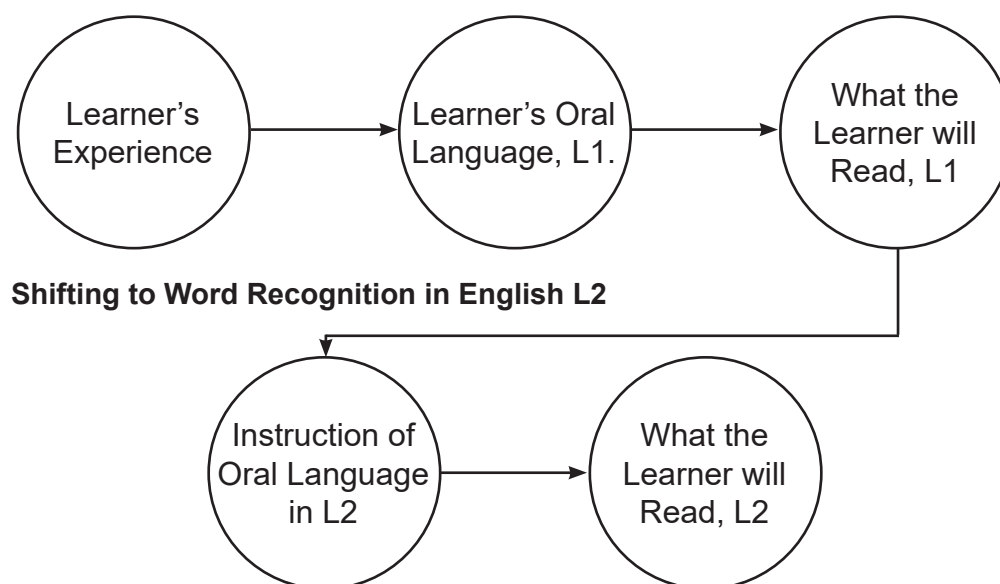 Learner’s
Experience
Learner’s Oral
Language, L1.
What the
Learner will
Read, L1
Shifting to Word Recognition in English L2
Instruction of
Oral Language
in L2
What the
Learner will
Read, L2